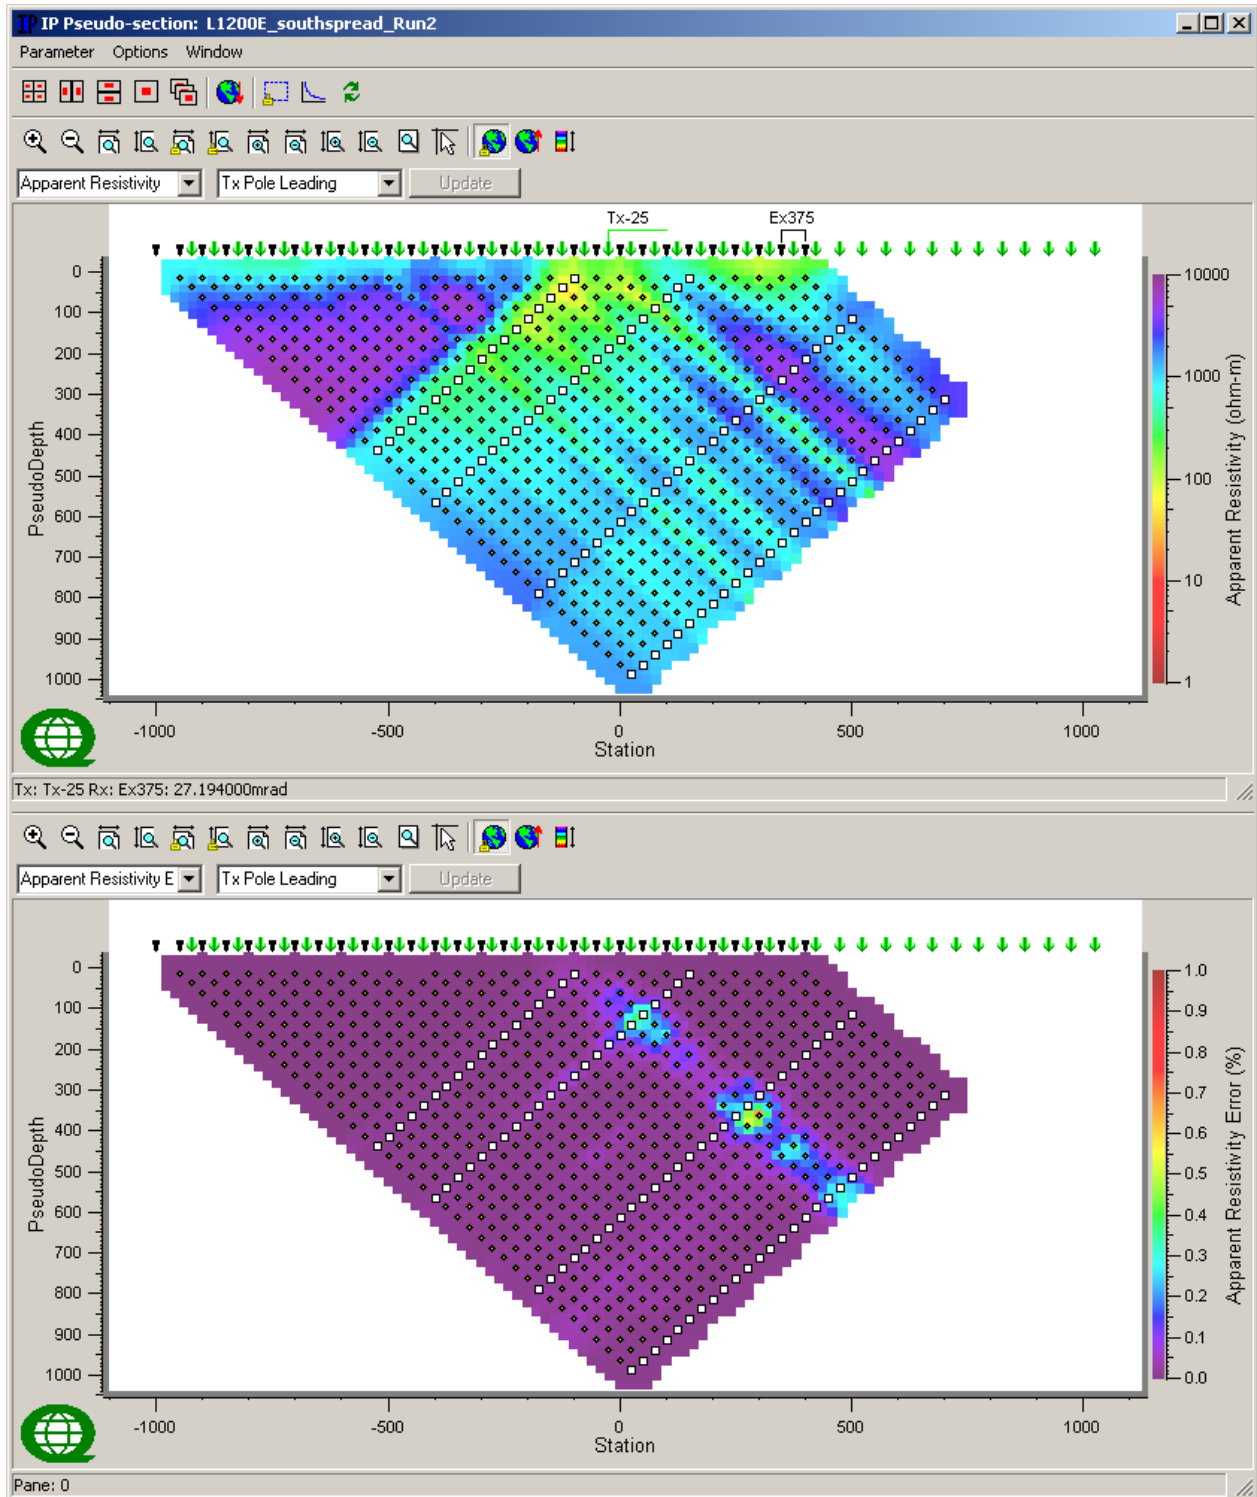 IP IP Pseudo-section: L1200E_southspread_Run2
Parameter Options Window
Apparent Resistivity Tx Pole Leading Update
Tx-25 Ex375
0
100
200
300
400
500
600
700
800
900
1000
PseudoDepth
-1000 -500 0 500 1000
Station
10000
1000
100
10
1
Apparent Resistivity (ohm-m)
Tx: Tx-25 Rx: Ex375: 27.194000mrad
Apparent Resistivity E Tx Pole Leading Update
0
100
200
300
400
500
600
700
800
900
1000
PseudoDepth
-1000 -500 0 500 1000
Station
1.0
0.9
0.8
0.7
0.6
0.5
0.4
0.3
0.2
0.1
0.0
Apparent Resistivity Error (%)
Pane: 0